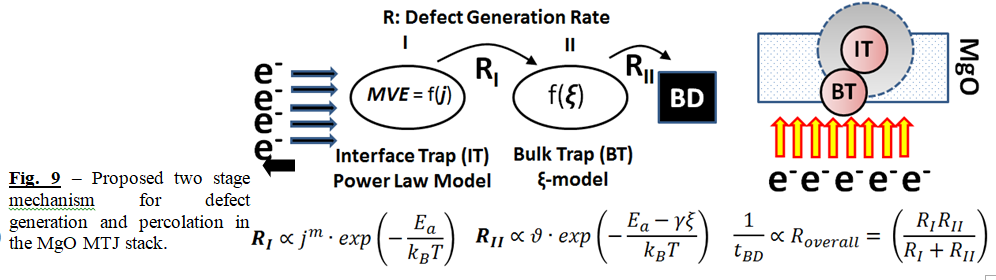 R: Defect Generation Rate
I
II
R_I
R_II
e⁻
e⁻
e⁻
e⁻
e⁻
MVE = f(j)
f(ξ)
BD
Interface Trap (IT)
Power Law Model
Bulk Trap (BT)
ξ-model
IT
BT
MgO
e⁻e⁻e⁻e⁻e⁻
Fig. 9 – Proposed two stage
mechanism for defect
generation and percolation in
the MgO MTJ stack.
R_I ∝ j^m · exp(−E_a/(k_B T))
R_II ∝ ϑ · exp(−(E_a − γξ)/(k_B T))
1/t_BD ∝ R_overall = (R_I R_II/(R_I + R_II))